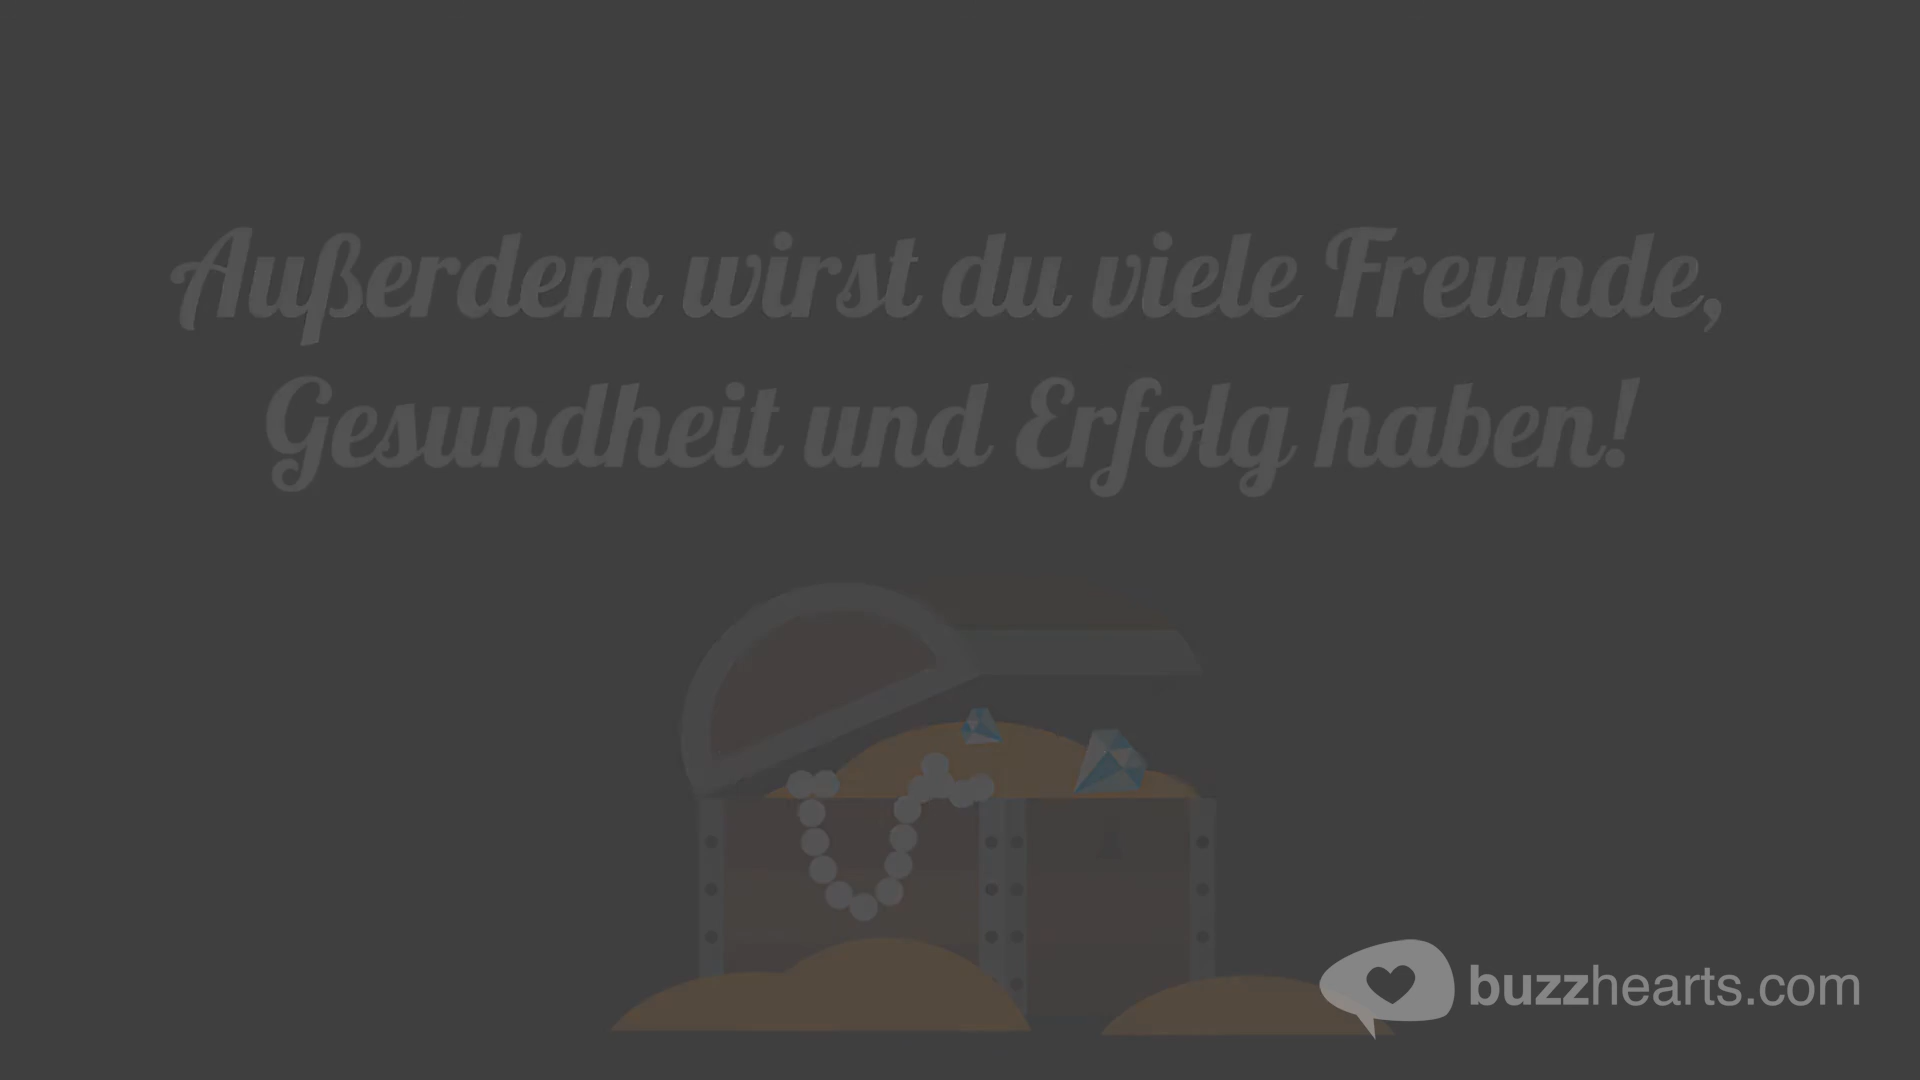 Außerdem wirst du viele Freunde,
Gesundheit und Erfolg haben!
buzzhearts.com